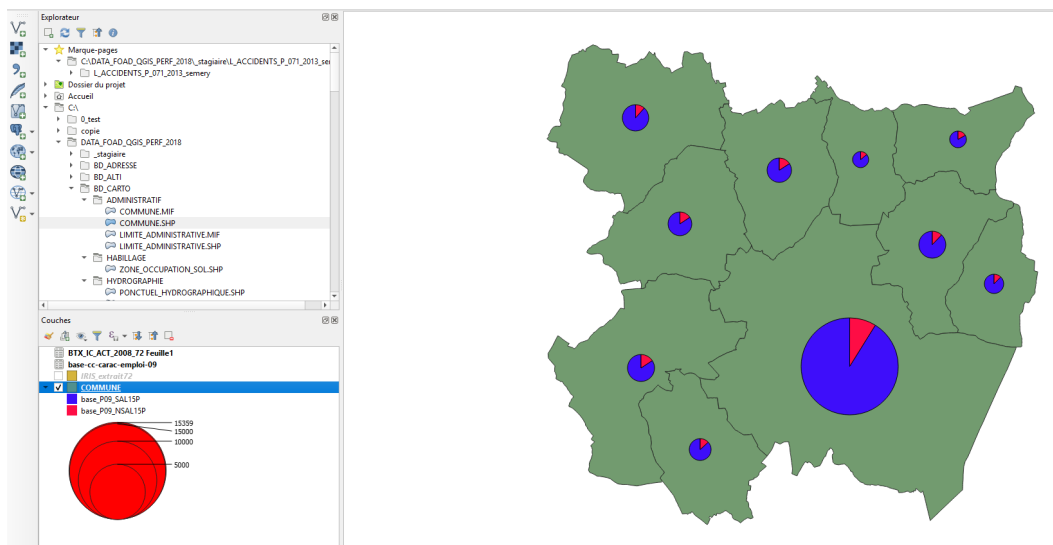 Explorateur
Marque-pages
C:\DATA_FOAD_QGIS_PERF_2018\_stagiaire\L_ACCIDENTS_P_071_2013_ser
L_ACCIDENTS_P_071_2013_semery
Dossier du projet
Accueil
C:\
0_test
copie
DATA_FOAD_QGIS_PERF_2018
_stagiaire
BD_ADRESSE
BD_ALTI
BD_CARTO
ADMINISTRATIF
COMMUNE.MIF
COMMUNE.SHP
LIMITE_ADMINISTRATIVE.MIF
LIMITE_ADMINISTRATIVE.SHP
HABILLAGE
ZONE_OCCUPATION_SOL.SHP
HYDROGRAPHIE
PONCTUEL_HYDROGRAPHIQUE.SHP
Couches
BTX_IC_ACT_2008_72 Feuille1
base-cc-carac-emploi-09
IRIS_extrait72
COMMUNE
base_P09_SAL15P
base_P09_NSAL15P
15359
15000
10000
5000